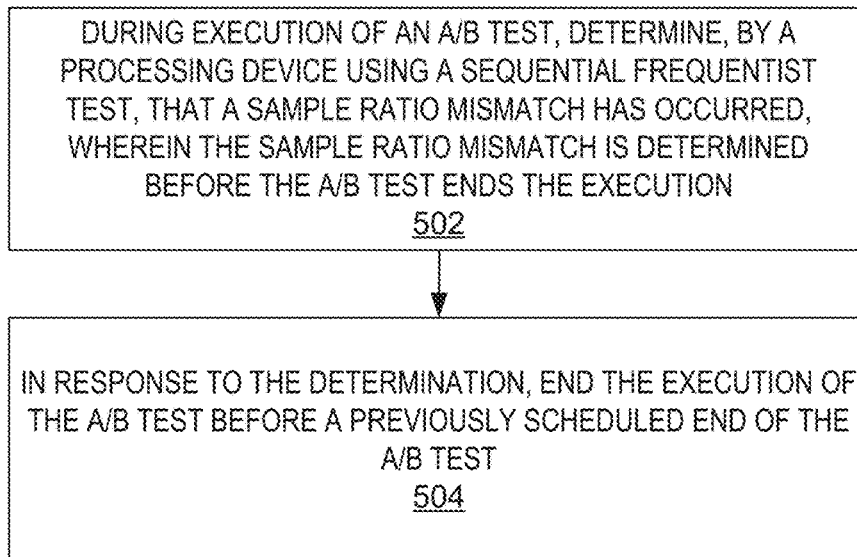 DURING EXECUTION OF AN A/B TEST, DETERMINE, BY A
PROCESSING DEVICE USING A SEQUENTIAL FREQUENTIST
TEST, THAT A SAMPLE RATIO MISMATCH HAS OCCURRED,
WHEREIN THE SAMPLE RATIO MISMATCH IS DETERMINED
BEFORE THE A/B TEST ENDS THE EXECUTION
502
IN RESPONSE TO THE DETERMINATION, END THE EXECUTION OF
THE A/B TEST BEFORE A PREVIOUSLY SCHEDULED END OF THE
A/B TEST
504